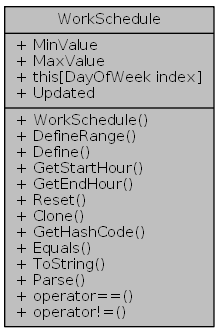 WorkSchedule
+ MinValue
+ MaxValue
+ this[DayOfWeek index]
+ Updated
+ WorkSchedule()
+ DefineRange()
+ Define()
+ GetStartHour()
+ GetEndHour()
+ Reset()
+ Clone()
+ GetHashCode()
+ Equals()
+ ToString()
+ Parse()
+ operator==()
+ operator!=()